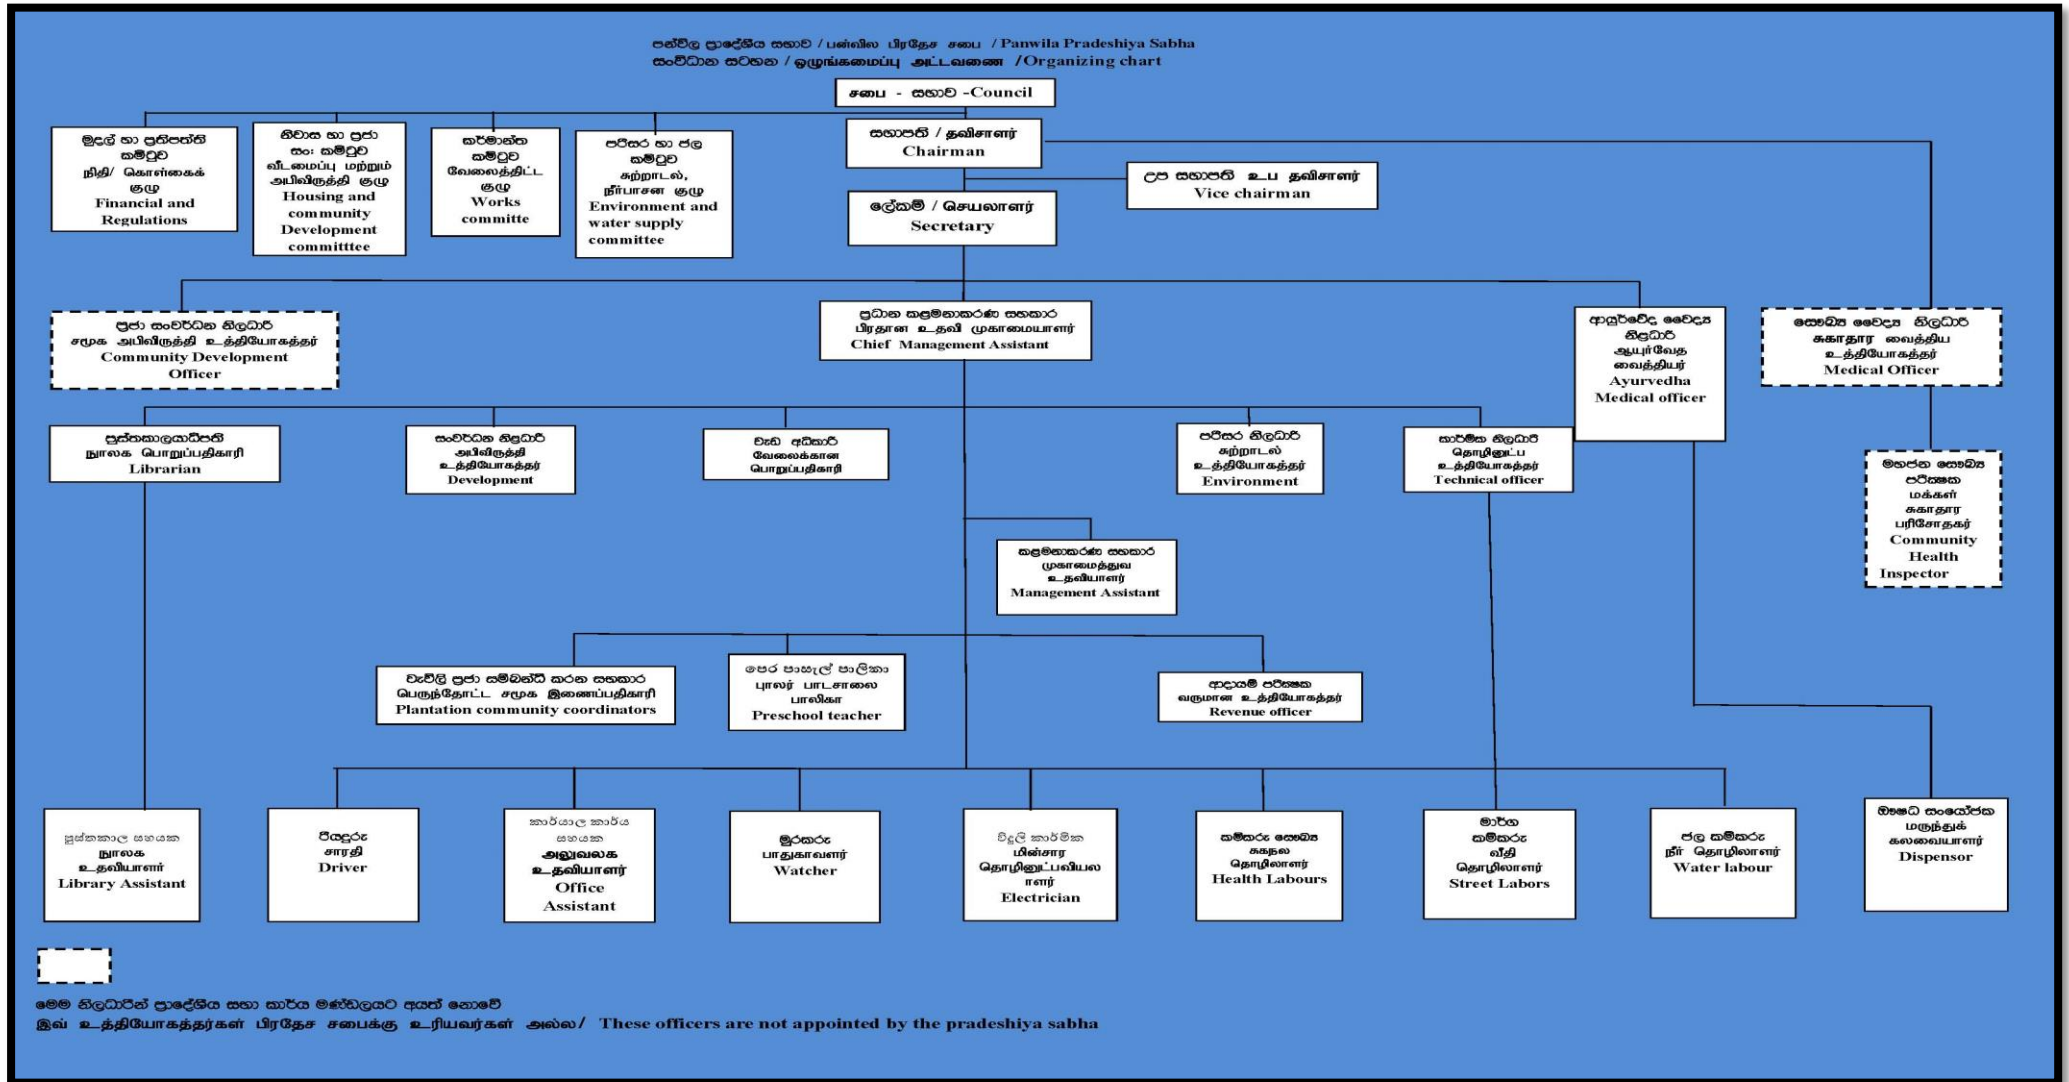 පන්විල ප්‍රාදේශීය සභාව / பன்வில பிரதேச சபை / Panwila Pradeshiya Sabha
සංවිධාන සටහන / ஒழுங்கமைப்பு அட்டவணை /Organizing chart
சபை - සභාව -Council
මුදල් හා ප්‍රතිපත්ති
කමිටුව
நிதி/ கொள்கைக்
குழு
Financial and
Regulations
නිවාස හා ප්‍රජා
සං: කමිටුව
வீடமைப்பு மற்றும்
அபிவிருத்தி குழு
Housing and
community
Development
committtee
කර්මාන්ත
කමිටුව
வேலைத்திட்ட
குழு
Works
committe
පරිසර හා ජල
කමිටුව
சுற்றாடல்,
நீர்பாசன குழு
Environment and
water supply
committee
සභාපති / தவிசாளர்
Chairman
උප සභාපති உப தவிசாளர்
Vice chairman
ලේකම් / செயலாளர்
Secretary
ප්‍රජා සංවර්ධන නිලධාරි
சமூக அபிவிருத்தி உத்தியோகத்தர்
Community Development
Officer
ප්‍රධාන කළමනාකරණ සහකාර
பிரதான உதவி முகாமையாளர்
Chief Management Assistant
ආයුර්වේද වෛද්‍ය
නිළධාරි
ஆயுர்வேத
வைத்தியர்
Ayurvedha
Medical officer
සෞඛ්‍ය වෛද්‍ය නිලධාරි
சுகாதார வைத்திய
உத்தியோகத்தர்
Medical Officer
පුස්තකාලයාධිපති
நூலக பொறுப்பதிகாரி
Librarian
සංවර්ධන නිළධාරි
அபிவிருத்தி
உத்தியோகத்தர்
Development
වැඩ අධිකාරි
வேலைக்கான
பொறுப்பதிகாரி
පරිසර නිලධාරි
சுற்றாடல்
உத்தியோகத்தர்
Environment
කාර්මික නිලධාරි
தொழினுட்ப
உத்தியோகத்தர்
Technical officer
මහජන සෞඛ්‍ය
පරීක්ෂක
மக்கள்
சுகாதார
பரிசோதகர்
Community
Health
Inspector
කළමනාකරණ සහකාර
முகாமைத்துவ
உதவியாளர்
Management Assistant
වැවිලි ප්‍රජා සම්බන්ධි කරන සහකාර
பெருந்தோட்ட சமூக இணைப்பதிகாரி
Plantation community coordinators
පෙර පාසැල් පාලිකා
புாலர் பாடசாலை
பாலிகா
Preschool teacher
ආදායම් පරීක්ෂක
வருமான உத்தியோகத்தர்
Revenue officer
පුස්තකාල සහයක
நூலக
உதவியாளர்
Library Assistant
රියදුරු
சாரதி
Driver
කාර්යාල කාර්ය
සහයක
அலுவலக
உதவியாளர்
Office
Assistant
මුරකරු
பாதுகாவளர்
Watcher
විදුලි කාර්මික
மின்சார
தொழினுட்பவியல
ாளர்
Electrician
කම්කරු සෞඛ්‍ය
சுகநல
தொழிலாளர்
Health Labours
මාර්ග
කම්කරු
வீதி
தொழிலாளர்
Street Labors
ජල කම්කරු
நீர் தொழிலாளர்
Water labour
ඖෂධ සංයෝජක
மருந்துக்
கலவையாளர்
Dispensor
මෙම නිලධාරීන් ප්‍රාදේශීය සභා කාර්ය මණ්ඩලයට අයත් නොවේ
இவ் உத்தியோகத்தர்கள் பிரதேச சபைக்கு உரியவர்கள் அல்ல/ These officers are not appointed by the pradeshiya sabha